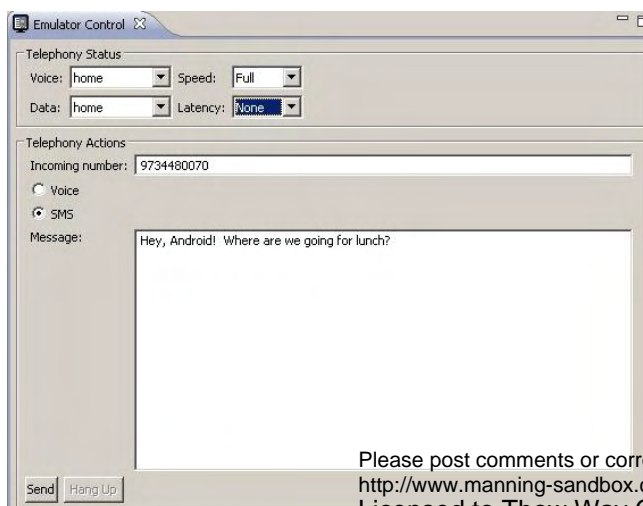 Emulator Control
Telephony Status
Voice: home Speed: Full
Data: home Latency: None
Telephony Actions
Incoming number: 9734480070
Voice
SMS
Message: Hey, Android! Where are we going for lunch?
Please post comments or
Send Hang Up
http://www.manning-sandbox.
Licensed to